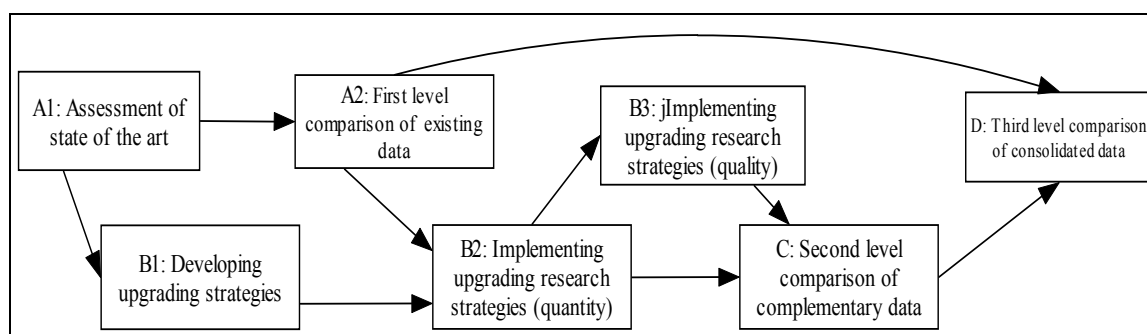 A1: Assessment of
state of the art
A2: First level
comparison of existing
data
B3: jImplementing
upgrading research
strategies (quality)
D: Third level comparison
of consolidated data
B1: Developing
upgrading strategies
B2: Implementing
upgrading research
strategies (quantity)
C: Second level
comparison of
complementary data